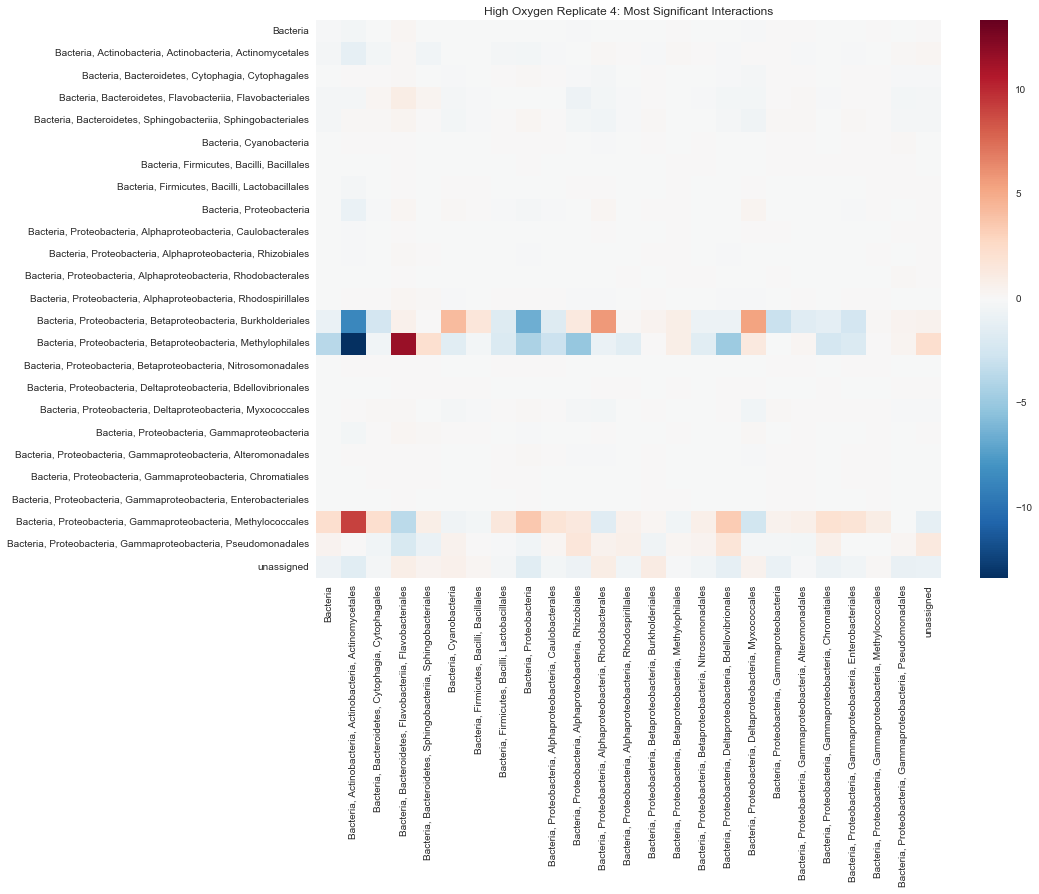 High Oxygen Replicate 4: Most Significant Interactions
Bacteria
Bacteria, Actinobacteria, Actinobacteria, Actinomycetales
Bacteria, Bacteroidetes, Cytophagia, Cytophagales
Bacteria, Bacteroidetes, Flavobacteriia, Flavobacteriales
Bacteria, Bacteroidetes, Sphingobacteriia, Sphingobacteriales
Bacteria, Cyanobacteria
Bacteria, Firmicutes, Bacilli, Bacillales
Bacteria, Firmicutes, Bacilli, Lactobacillales
Bacteria, Proteobacteria
Bacteria, Proteobacteria, Alphaproteobacteria, Caulobacterales
Bacteria, Proteobacteria, Alphaproteobacteria, Rhizobiales
Bacteria, Proteobacteria, Alphaproteobacteria, Rhodobacterales
Bacteria, Proteobacteria, Alphaproteobacteria, Rhodospirillales
Bacteria, Proteobacteria, Betaproteobacteria, Burkholderiales
Bacteria, Proteobacteria, Betaproteobacteria, Methylophilales
Bacteria, Proteobacteria, Betaproteobacteria, Nitrosomonadales
Bacteria, Proteobacteria, Deltaproteobacteria, Bdellovibrionales
Bacteria, Proteobacteria, Deltaproteobacteria, Myxococcales
Bacteria, Proteobacteria, Gammaproteobacteria
Bacteria, Proteobacteria, Gammaproteobacteria, Alteromonadales
Bacteria, Proteobacteria, Gammaproteobacteria, Chromatiales
Bacteria, Proteobacteria, Gammaproteobacteria, Enterobacteriales
Bacteria, Proteobacteria, Gammaproteobacteria, Methylococcales
Bacteria, Proteobacteria, Gammaproteobacteria, Pseudomonadales
unassigned
Bacteria
Bacteria, Actinobacteria, Actinobacteria, Actinomycetales
Bacteria, Bacteroidetes, Cytophagia, Cytophagales
Bacteria, Bacteroidetes, Flavobacteriia, Flavobacteriales
Bacteria, Bacteroidetes, Sphingobacteriia, Sphingobacteriales
Bacteria, Cyanobacteria
Bacteria, Firmicutes, Bacilli, Bacillales
Bacteria, Firmicutes, Bacilli, Lactobacillales
Bacteria, Proteobacteria
Bacteria, Proteobacteria, Alphaproteobacteria, Caulobacterales
Bacteria, Proteobacteria, Alphaproteobacteria, Rhizobiales
Bacteria, Proteobacteria, Alphaproteobacteria, Rhodobacterales
Bacteria, Proteobacteria, Alphaproteobacteria, Rhodospirillales
Bacteria, Proteobacteria, Betaproteobacteria, Burkholderiales
Bacteria, Proteobacteria, Betaproteobacteria, Methylophilales
Bacteria, Proteobacteria, Betaproteobacteria, Nitrosomonadales
Bacteria, Proteobacteria, Deltaproteobacteria, Bdellovibrionales
Bacteria, Proteobacteria, Deltaproteobacteria, Myxococcales
Bacteria, Proteobacteria, Gammaproteobacteria
Bacteria, Proteobacteria, Gammaproteobacteria, Alteromonadales
Bacteria, Proteobacteria, Gammaproteobacteria, Chromatiales
Bacteria, Proteobacteria, Gammaproteobacteria, Enterobacteriales
Bacteria, Proteobacteria, Gammaproteobacteria, Methylococcales
Bacteria, Proteobacteria, Gammaproteobacteria, Pseudomonadales
unassigned
10
5
0
−5
−10